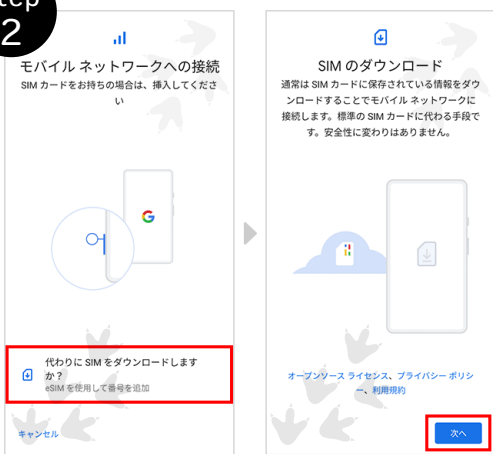 Step
2
モバイル ネットワークへの接続
SIM カードをお持ちの場合は、挿入してくださ
い
G
代わりに SIM をダウンロードします
か？
eSIM を使用して番号を追加
キャンセル
SIM のダウンロード
通常は SIM カードに保存されている情報をダウ
ンロードすることでモバイル ネットワークに
接続します。標準の SIM カードに代わる手段で
す。安全性に変わりはありません。
オープンソース ライセンス、プライバシー ポリシ
ー、利用規約
次へ